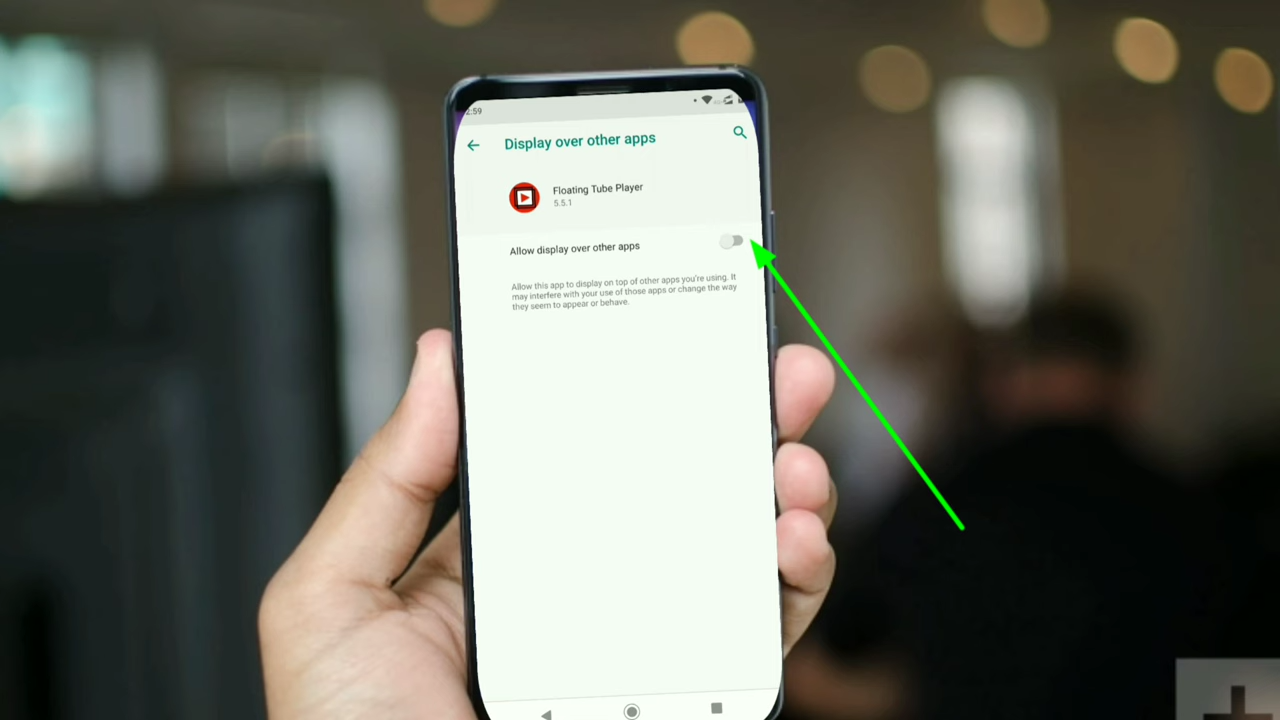 2:59
Display over other apps
Floating Tube Player
5.5.1
Allow display over other apps
Allow this app to display on top of other apps you're using. It
may interfere with your use of those apps or change the way
they seem to appear or behave.